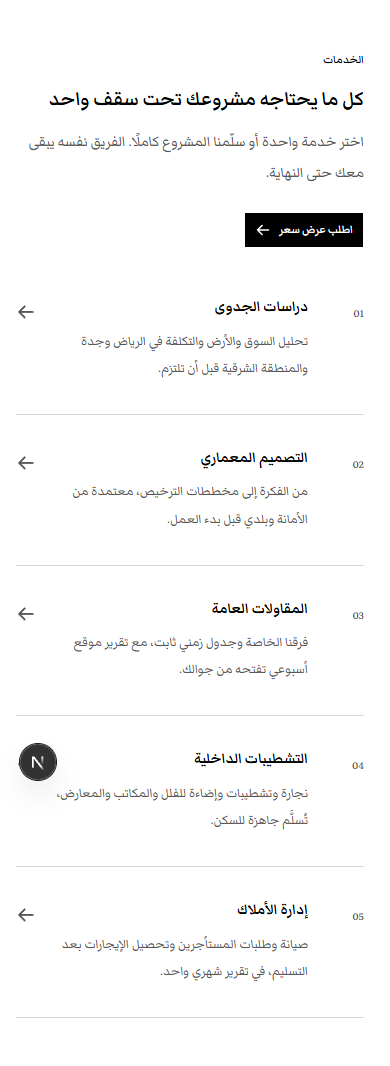 الخدمات
كل ما يحتاجه مشروعك تحت سقف واحد
اختر خدمة واحدة أو سلّمنا المشروع كاملًا. الفريق نفسه يبقى
معك حتى النهاية.
اطلب عرض سعر
01
دراسات الجدوى
تحليل السوق والأرض والتكلفة في الرياض وجدة
والمنطقة الشرقية قبل أن تلتزم.
02
التصميم المعماري
من الفكرة إلى مخططات الترخيص، معتمدة من
الأمانة وبلدي قبل بدء العمل.
03
المقاولات العامة
فرقنا الخاصة وجدول زمني ثابت، مع تقرير موقع
أسبوعي تفتحه من جوالك.
04
التشطيبات الداخلية
نجارة وتشطيبات وإضاءة للفلل والمكاتب والمعارض،
تُسلَّم جاهزة للسكن.
N
05
إدارة الأملاك
صيانة وطلبات المستأجرين وتحصيل الإيجارات بعد
التسليم، في تقرير شهري واحد.